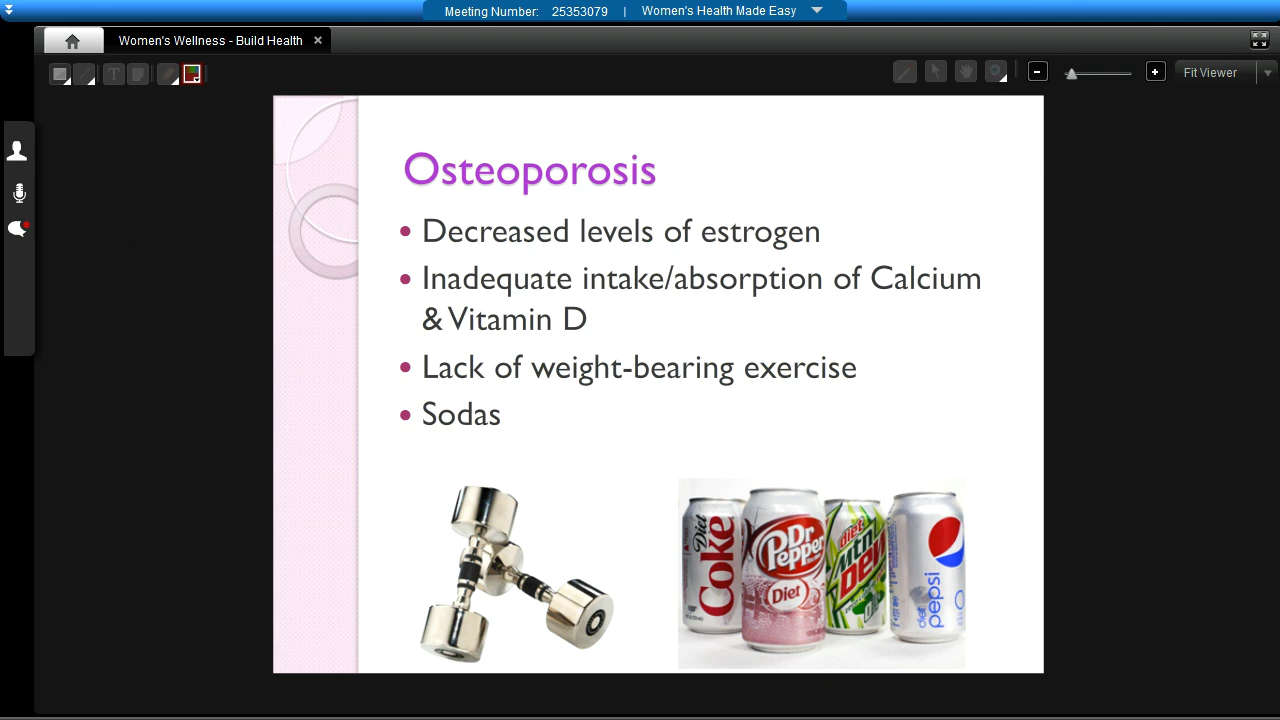 Meeting Number: 25353079 | Women's Health Made Easy
Women's Wellness - Build Health
T
Fit Viewer
Osteoporosis
• Decreased levels of estrogen
• Inadequate intake/absorption of Calcium
& Vitamin D
• Lack of weight-bearing exercise
• Sodas
Diet Coke
Dr Pepper Diet
diet Mtn Dew
diet pepsi